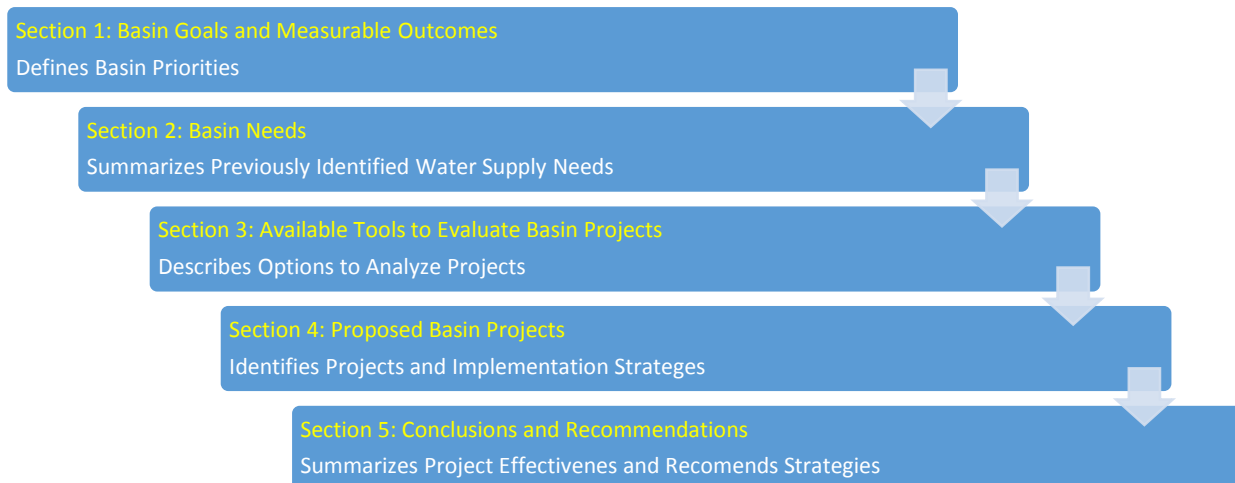 Section 1: Basin Goals and Measurable Outcomes
Defines Basin Priorities
Section 2: Basin Needs
Summarizes Previously Identified Water Supply Needs
Section 3: Available Tools to Evaluate Basin Projects
Describes Options to Analyze Projects
Section 4: Proposed Basin Projects
Identifies Projects and Implementation Strateges
Section 5: Conclusions and Recommendations
Summarizes Project Effectivenes and Recomends Strategies